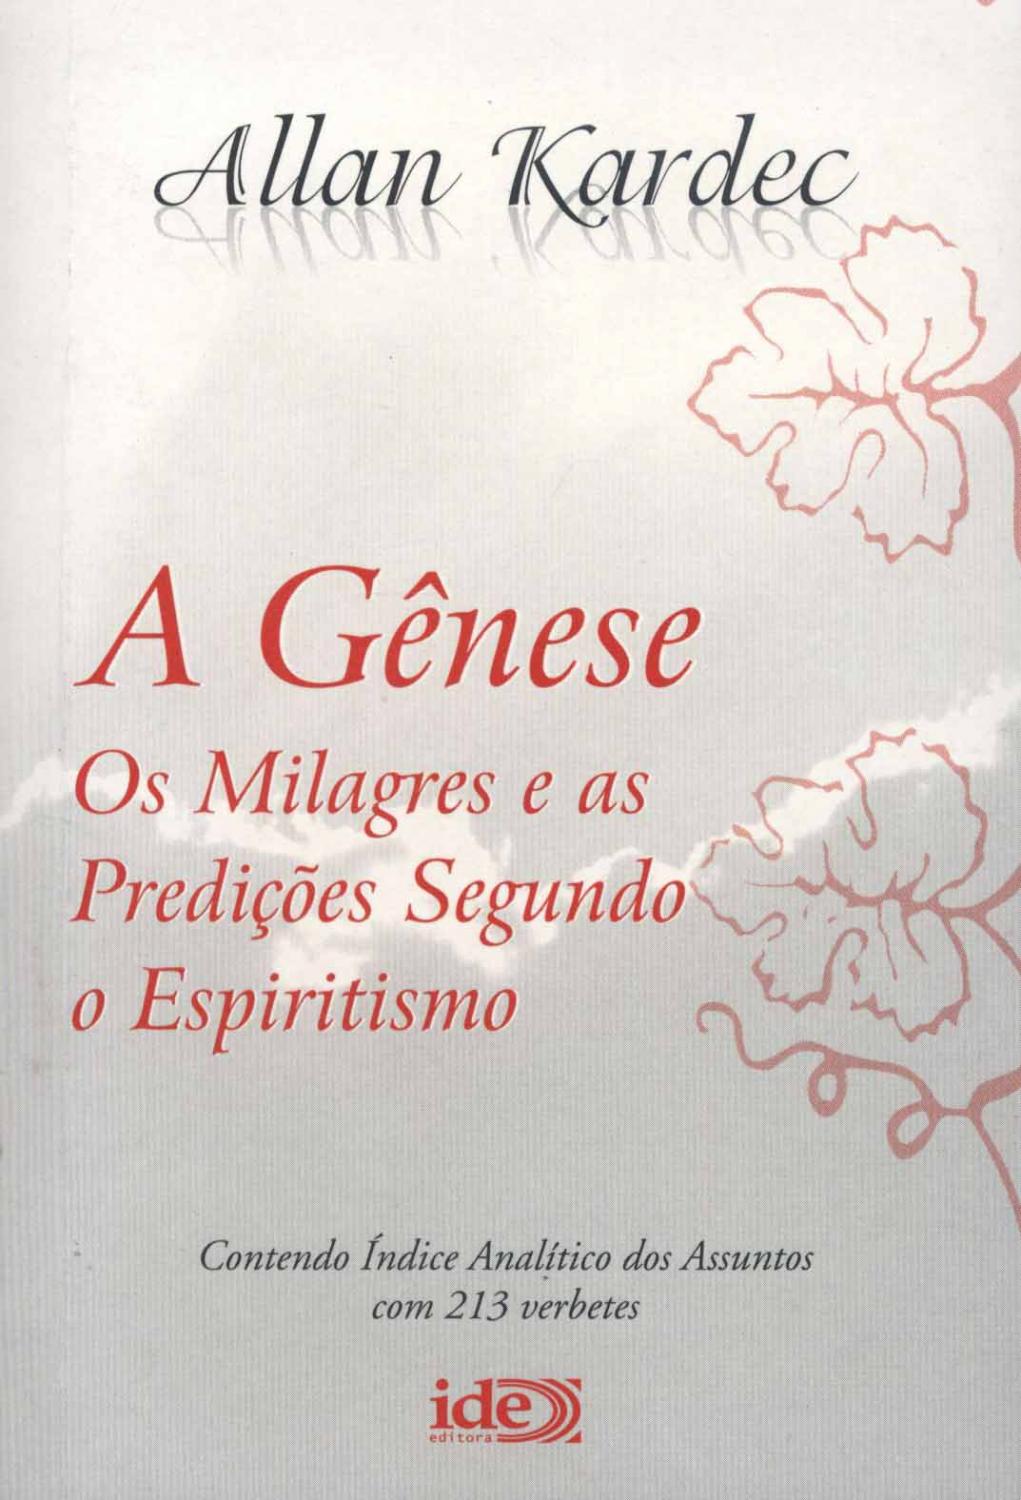 Allan Kardec
A Gênese
Os Milagres e as
Predições Segundo
o Espiritismo
Contendo Índice Analítico dos Assuntos
com 213 verbetes
ide
editora